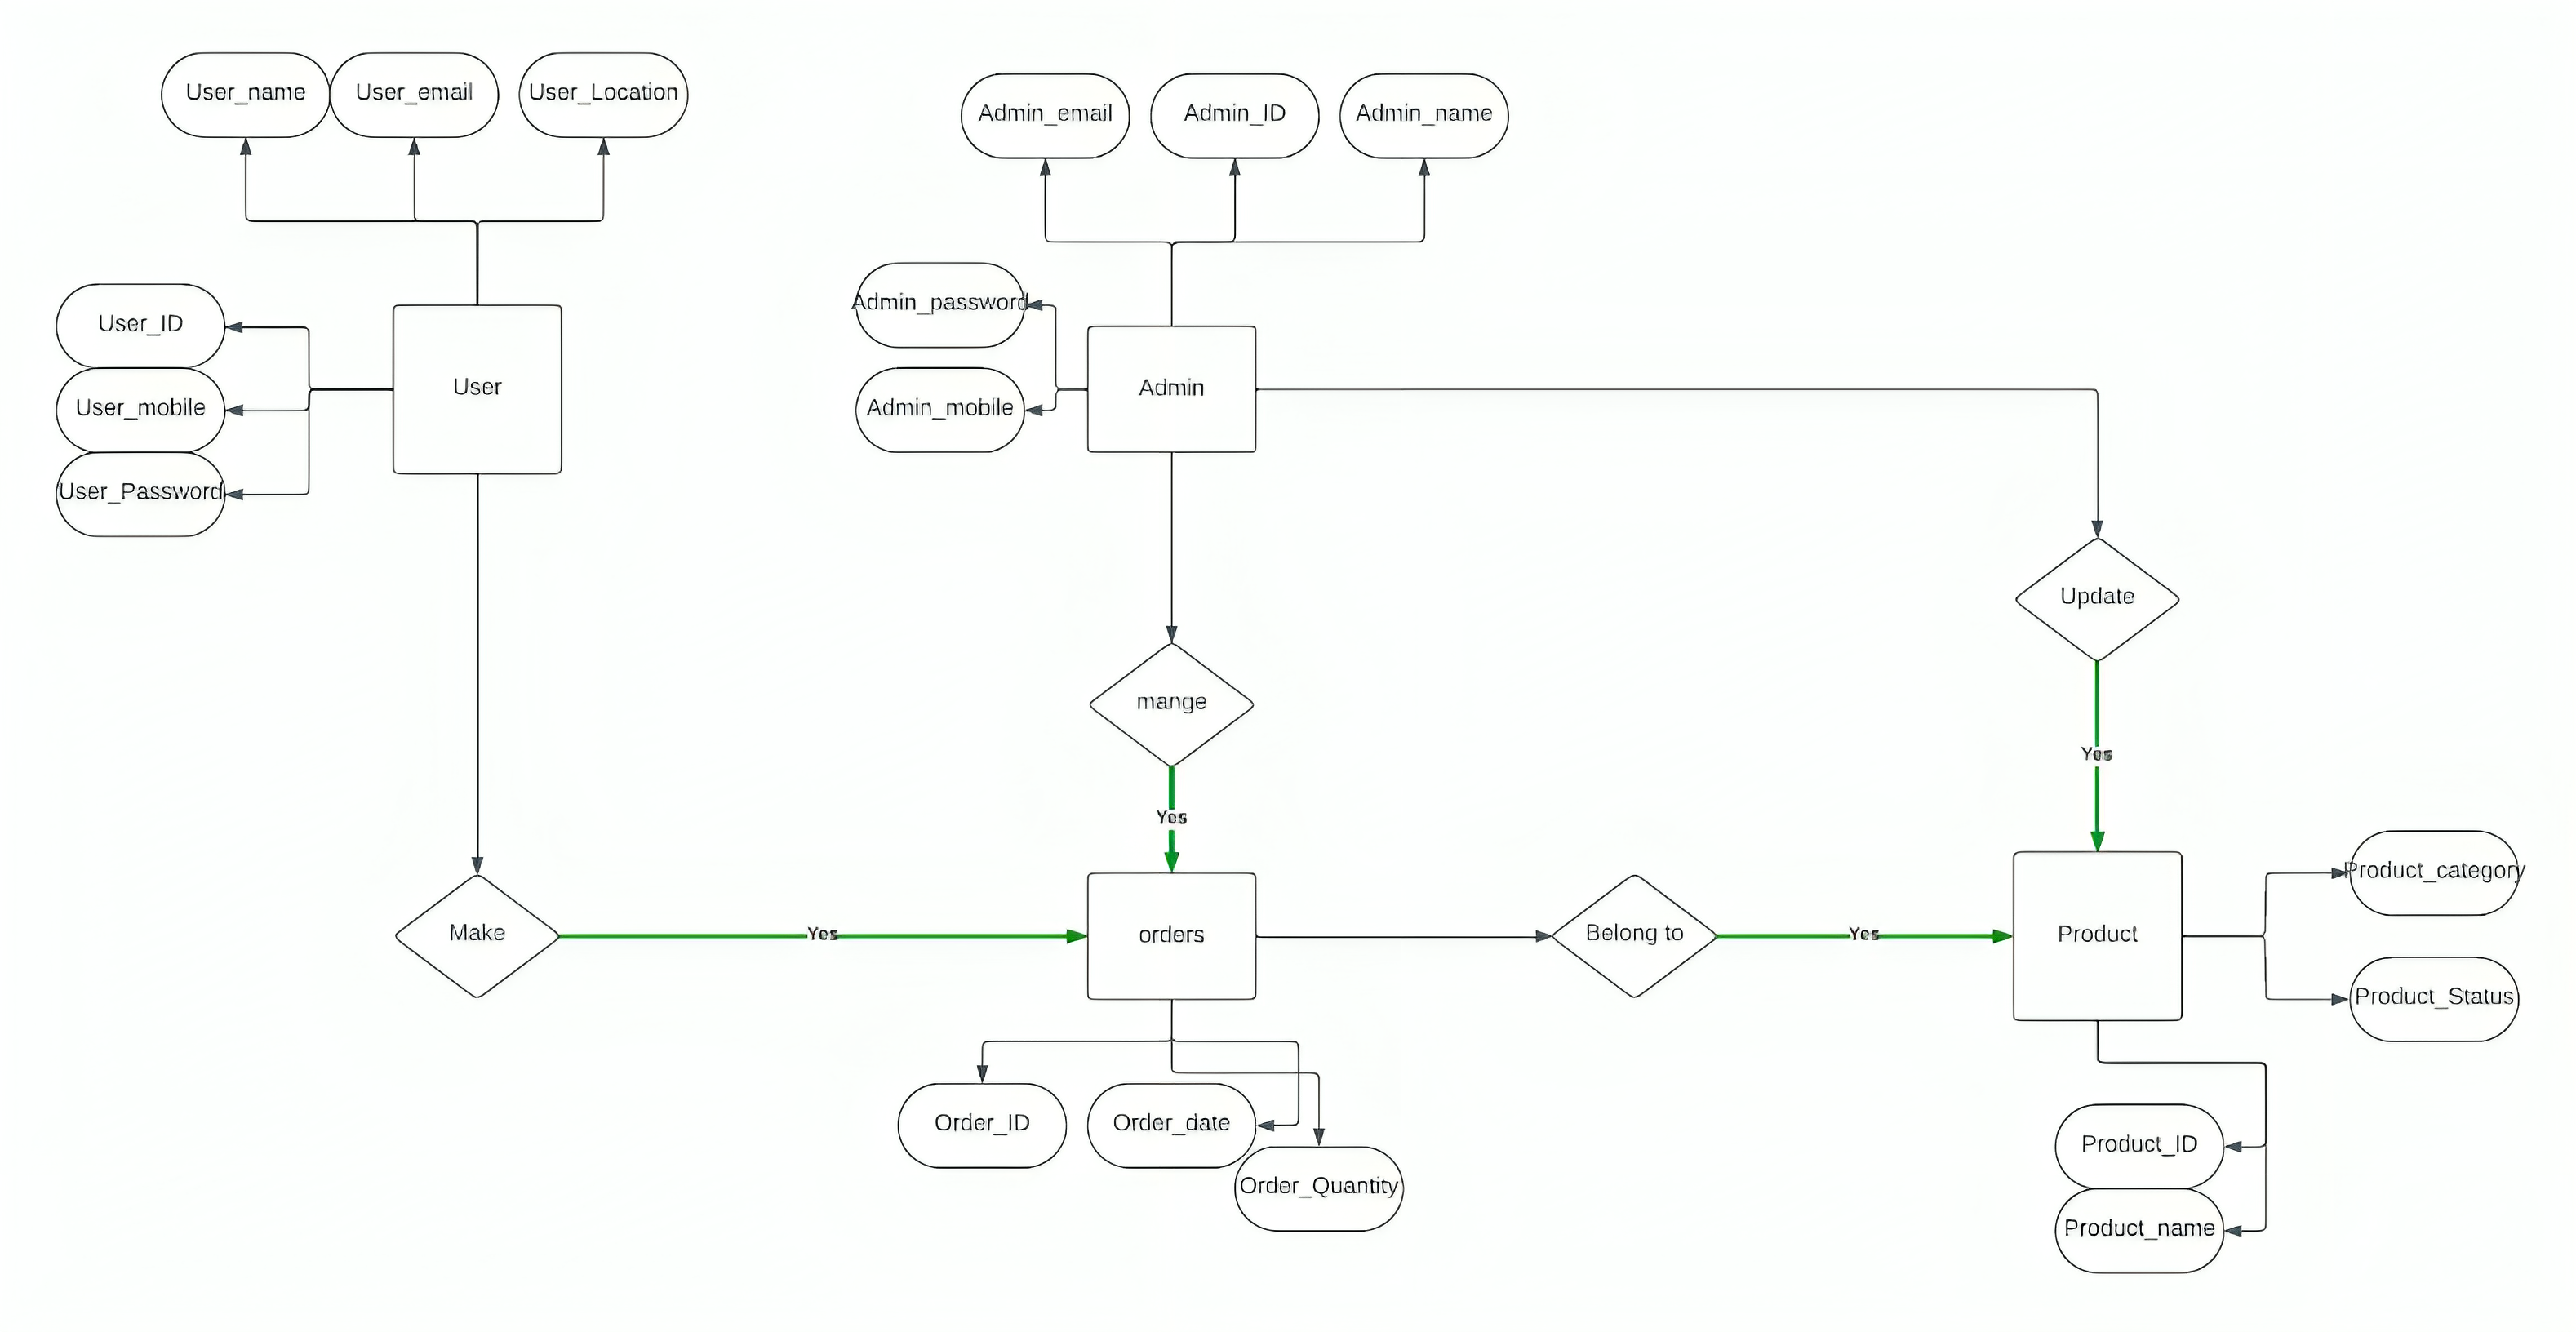 User_name
User_email
User_Location
Admin_email
Admin_ID
Admin_name
Admin_password
User_ID
User_mobile
User_Password
User
Admin_mobile
Admin
Update
mange
Yes
Yes
Make
Yes
orders
Belong to
Yes
Product
Product_category
Product_Status
Order_ID
Order_date
Order_Quantity
Product_ID
Product_name